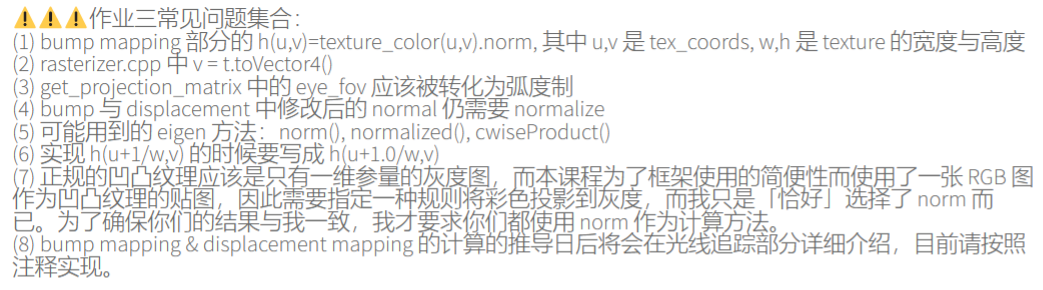 ⚠️⚠️⚠️作业三常见问题集合：
(1) bump mapping 部分的 h(u,v)=texture_color(u,v).norm, 其中 u,v 是 tex_coords, w,h 是 texture 的宽度与高度
(2) rasterizer.cpp 中 v = t.toVector4()
(3) get_projection_matrix 中的 eye_fov 应该被转化为弧度制
(4) bump 与 displacement 中修改后的 normal 仍需要 normalize
(5) 可能用到的 eigen 方法：norm(), normalized(), cwiseProduct()
(6) 实现 h(u+1/w,v) 的时候要写成 h(u+1.0/w,v)
(7) 正规的凹凸纹理应该是只有一维参量的灰度图，而本课程为了框架使用的简便性而使用了一张 RGB 图
作为凹凸纹理的贴图，因此需要指定一种规则将彩色投影到灰度，而我只是「恰好」选择了 norm 而
已。为了确保你们的结果与我一致，我才要求你们都使用 norm 作为计算方法。
(8) bump mapping & displacement mapping 的计算的推导日后将会在光线追踪部分详细介绍，目前请按照
注释实现。